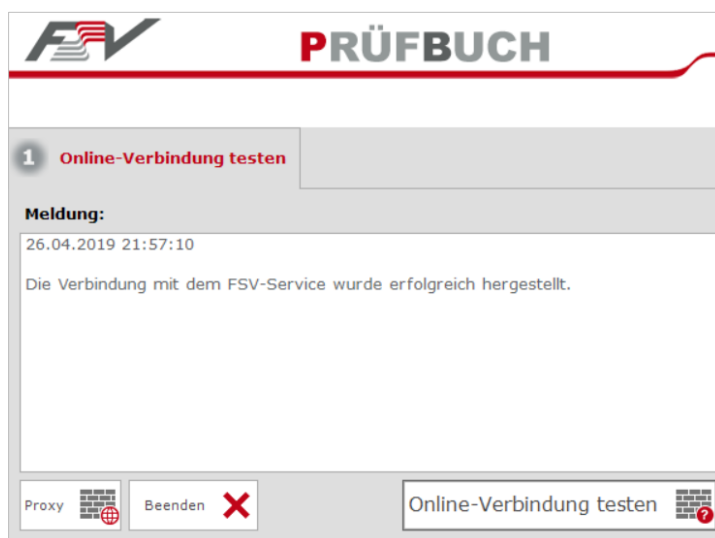 FSV
PRÜFBUCH
1 Online-Verbindung testen
Meldung:
26.04.2019 21:57:10
Die Verbindung mit dem FSV-Service wurde erfolgreich hergestellt.
Proxy Beenden Online-Verbindung testen ?